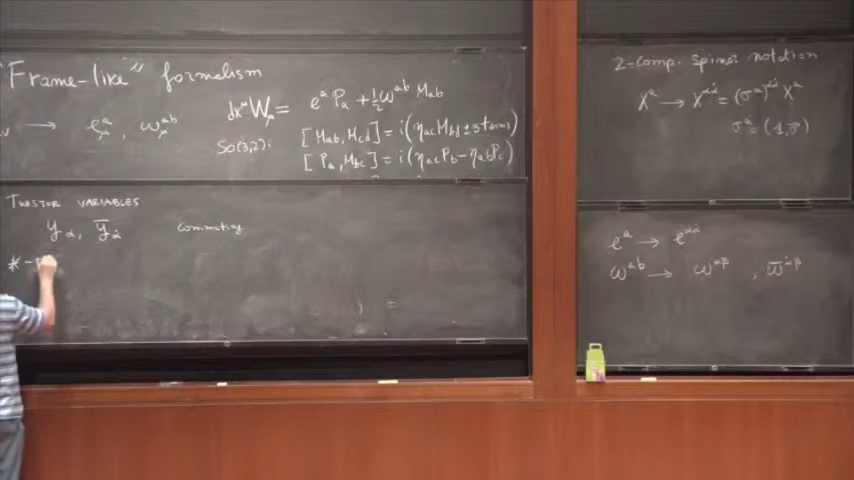 "Frame-like" formalism
→ e_μ^a , ω_μ^{ab}
dx^μ W_μ = e^a P_a + ½ ω^{ab} M_{ab}
SO(3,2): [M_{ab}, M_{cd}] = i(η_{ac} M_{bd} ± 3 terms)
[P_a, M_{bc}] = i(η_{ac} P_b − η_{ab} P_c)
TWISTOR VARIABLES
y_α, ȳ_α̇ commuting
* -
) =
2-comp. spinor notation
X^a → X^{αα̇} = (σ^a)^{αα̇} X^a
σ^a = (1, σ⃗)
e^a → e^{αα̇}
ω^{ab} → ω^{αβ} , ω̄^{α̇β̇}